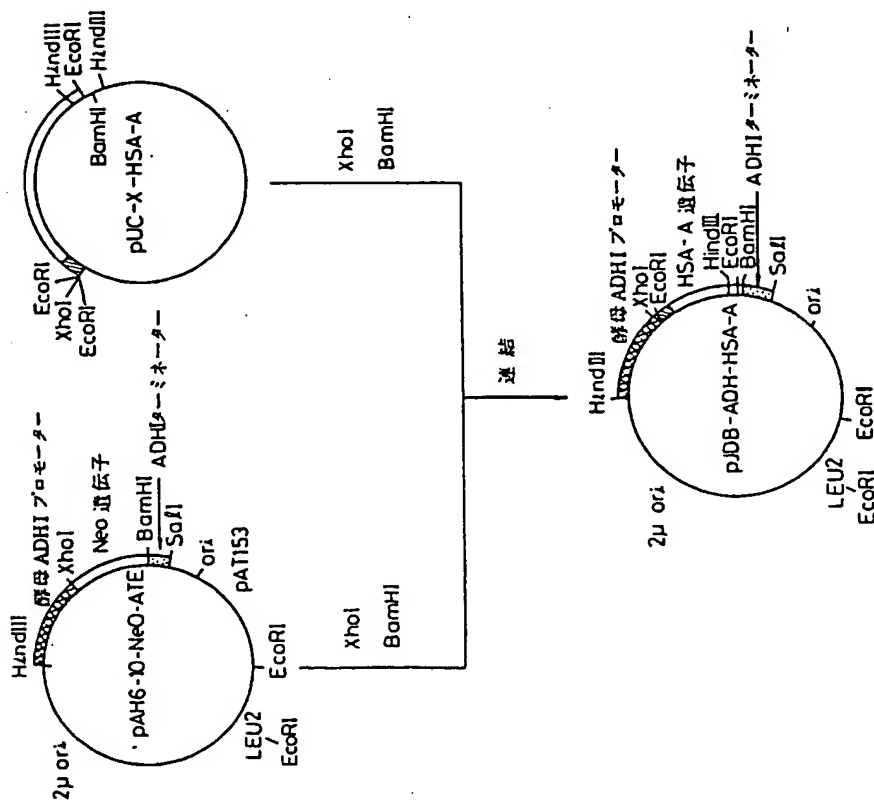 HindIII
酵母ADHIプロモーター
XhoI
Neo遺伝子
BamHI
ADHIターミネーター
SalI
ori
pAT153
EcoRI
LEU2
EcoRI
2μ ori
pAH6-10-NeO-ATE
HindIII
EcoRI
HindIII
BamHI
pUC-X-HSA-A
EcoRI
XhoI
EcoRI
XhoI
BamHI
XhoI
BamHI
連結
HindIII
酵母ADHIプロモーター
XhoI
EcoRI
HSA-A遺伝子
HindIII
EcoRI
BamHI
ADHIターミネーター
SalI
ori
EcoRI
LEU2
EcoRI
2μ ori
pJDB-ADH-HSA-A